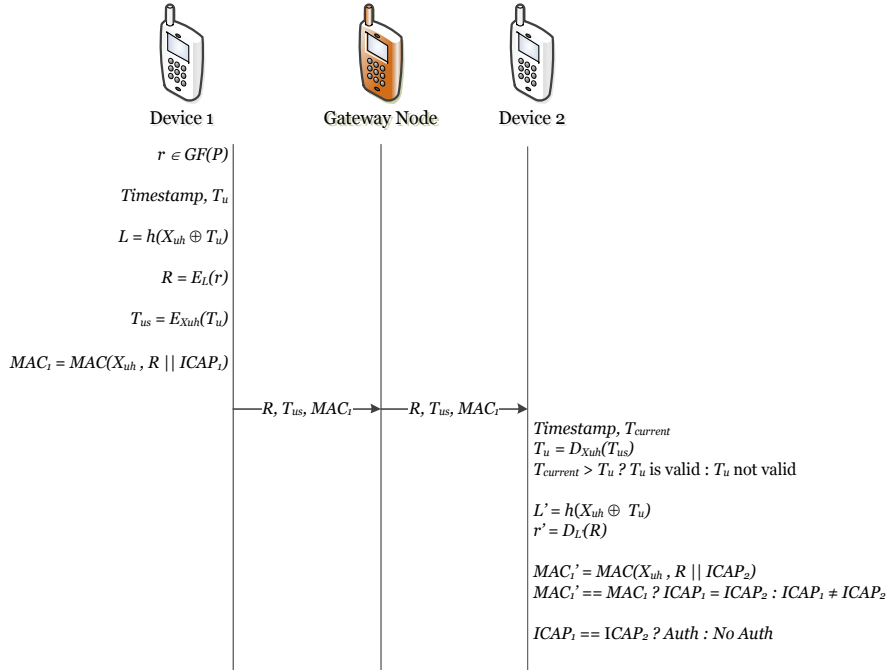 Device 1
Gateway Node
Device 2
r ∈ GF(P)
Timestamp, Tu
L = h(Xuh ⊕ Tu)
R = EL(r)
Tus = EXuh(Tu)
MAC1 = MAC(Xuh , R || ICAP1)
R, Tus, MAC1
R, Tus, MAC1
Timestamp, Tcurrent
Tu = DXuh(Tus)
Tcurrent > Tu ? Tu is valid : Tu not valid
L’ = h(Xuh ⊕ Tu)
r’ = DL’(R)
MAC1’ = MAC(Xuh , R || ICAP2)
MAC1’ == MAC1 ? ICAP1 = ICAP2 : ICAP1 ≠ ICAP2
ICAP1 == ICAP2 ? Auth : No Auth